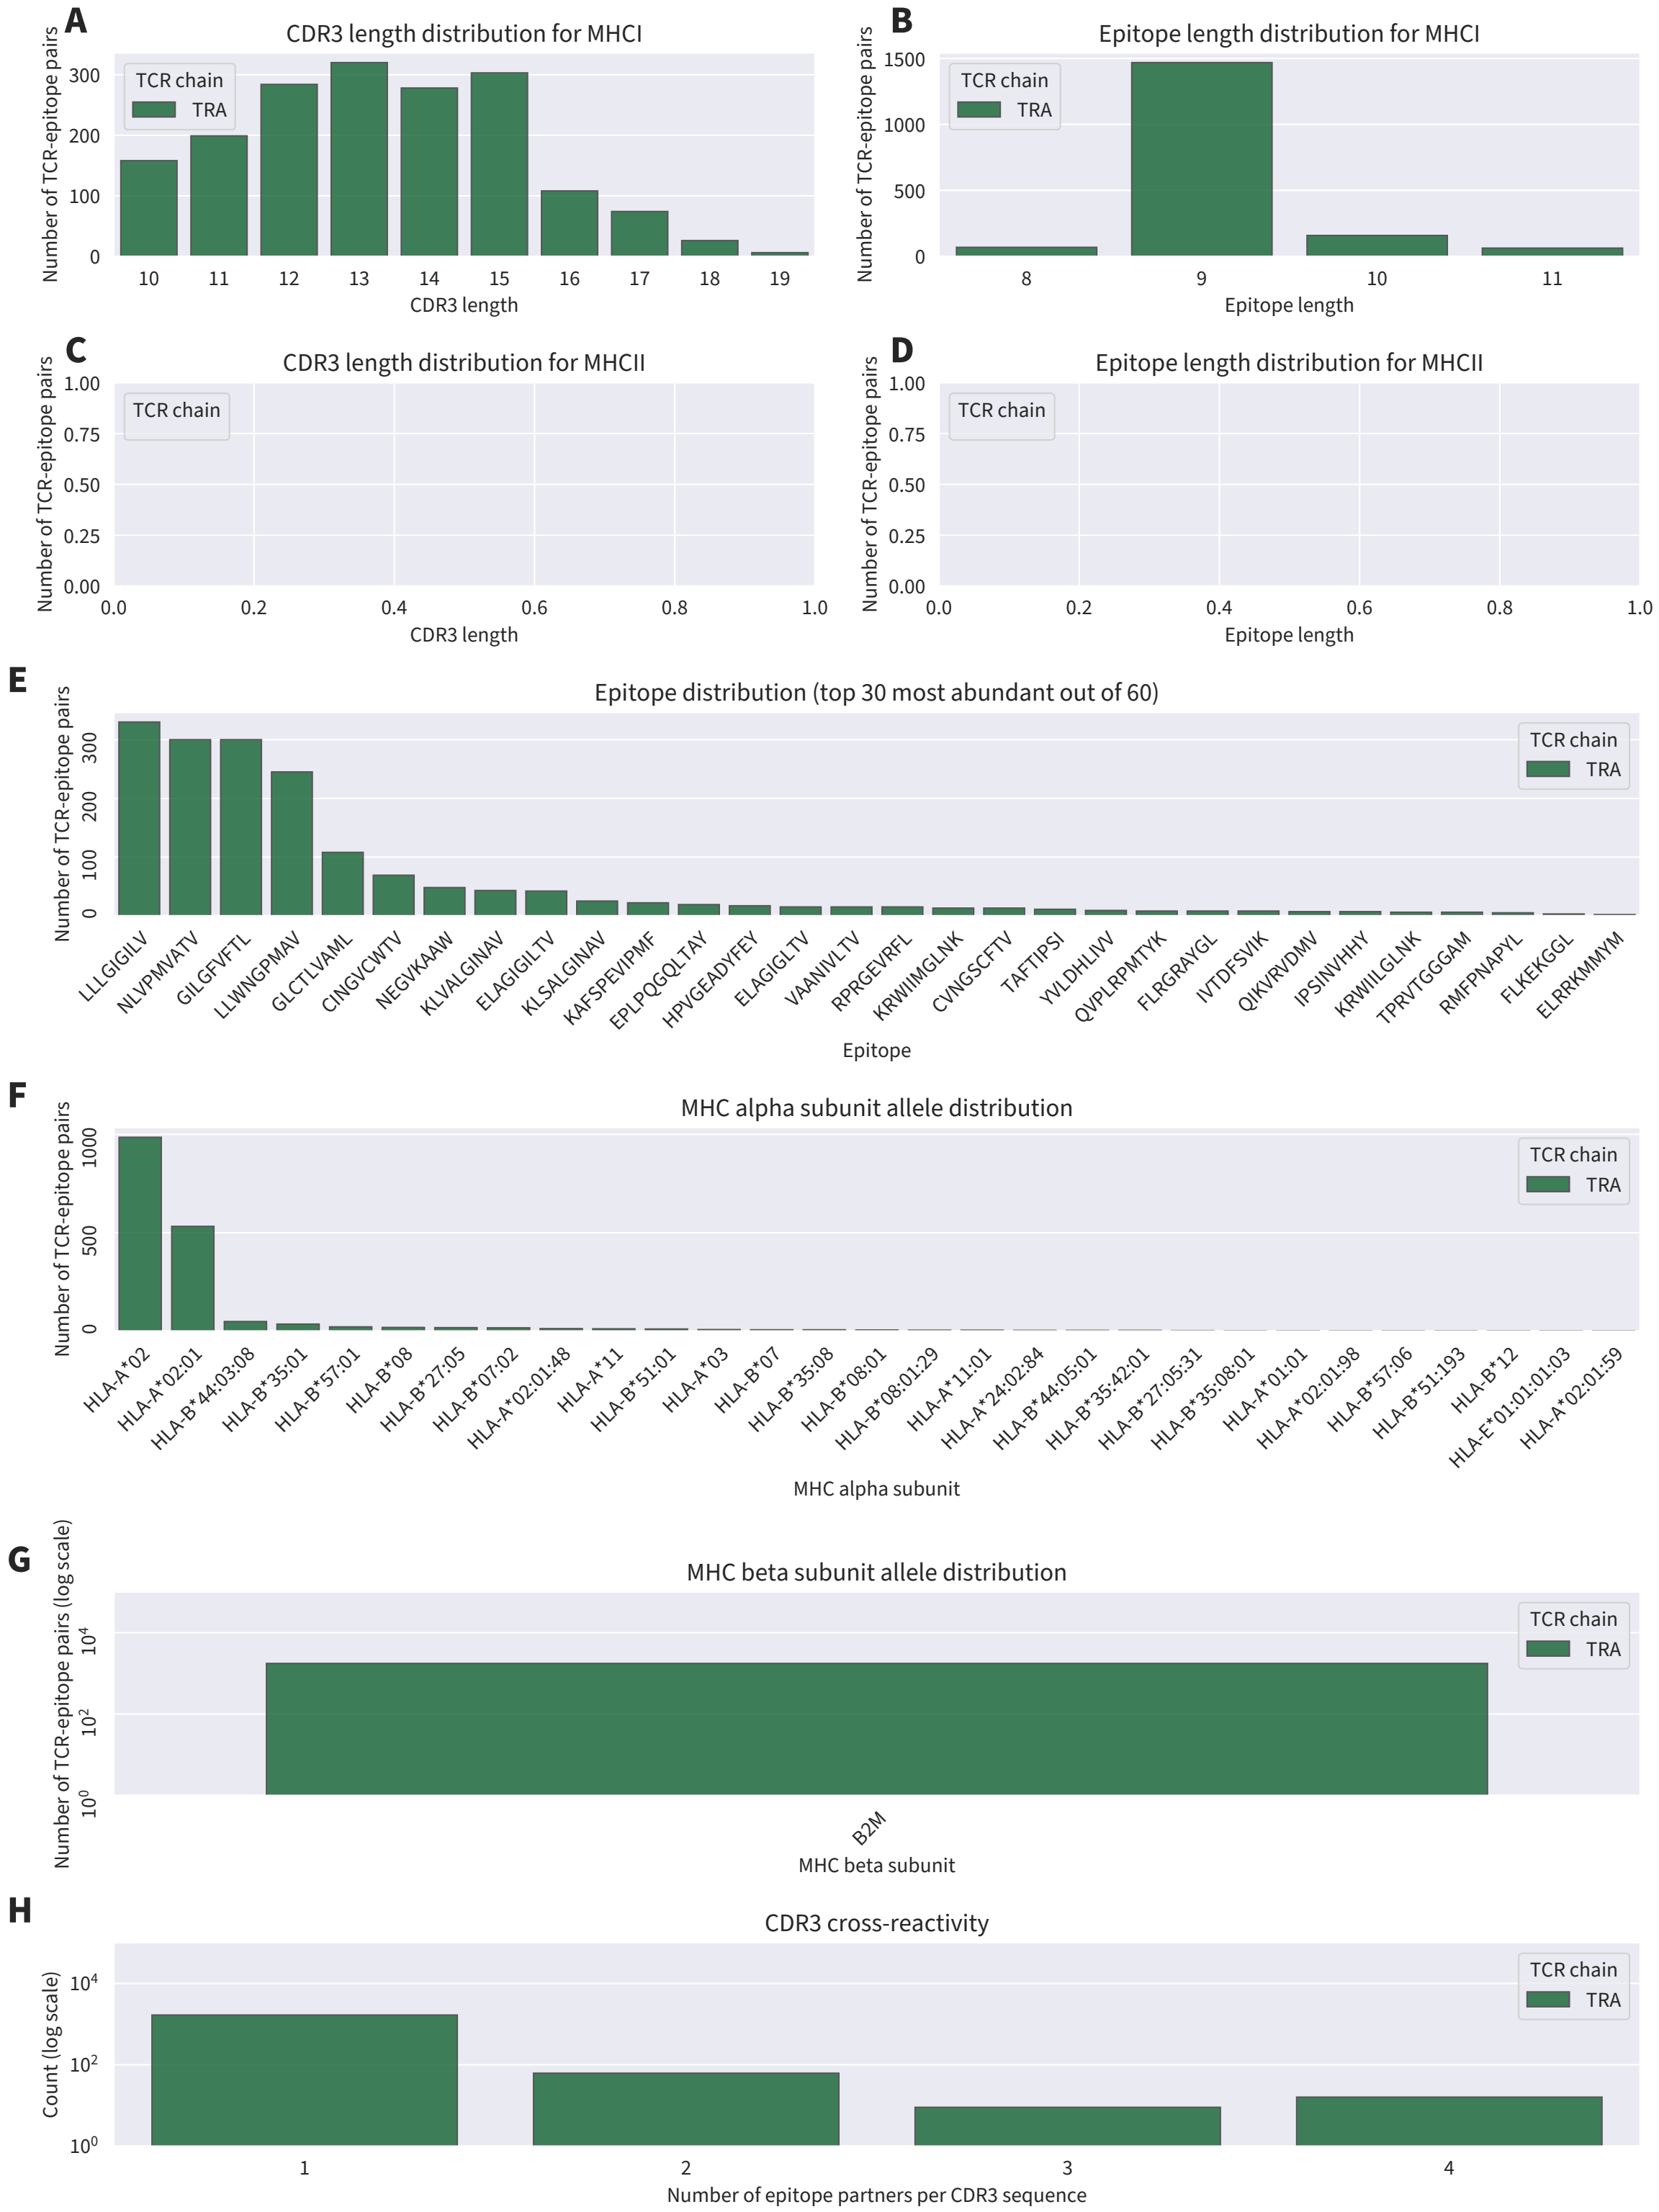 A
CDR3 length distribution for MHCI
Number of TCR-epitope pairs
300
200
100
0
TCR chain
TRA
10 11 12 13 14 15 16 17 18 19
CDR3 length
B
Epitope length distribution for MHCI
Number of TCR-epitope pairs
1500
1000
500
0
TCR chain
TRA
8 9 10 11
Epitope length
C
CDR3 length distribution for MHCII
Number of TCR-epitope pairs
1.00
0.75
0.50
0.25
0.00
TCR chain
0.0 0.2 0.4 0.6 0.8 1.0
CDR3 length
D
Epitope length distribution for MHCII
Number of TCR-epitope pairs
1.00
0.75
0.50
0.25
0.00
TCR chain
0.0 0.2 0.4 0.6 0.8 1.0
Epitope length
E
Epitope distribution (top 30 most abundant out of 60)
Number of TCR-epitope pairs
300
200
100
0
TCR chain
TRA
LLLGIGILV
NLVPMVATV
GILGFVFTL
LLWNGPMAV
GLCTLVAML
CINGVCWTV
NEGVKAAW
KLVALGINAV
ELAGIGILTV
KLSALGINAV
KAFSPEVIPMF
EPLPQGQLTAY
HPVGEADYFEY
ELAGIGLTV
VAANIVLTV
RPRGEVRFL
KRWIIMGLNK
CVNGSCFTV
TAFTIPSI
YVLDHLIVV
QVPLRPMTYK
FLRGRAYGL
IVTDFSVIK
QIKVRVDMV
IPSINVHHY
KRWIILGLNK
TPRVTGGGAM
RMFPNAPYL
FLKEKGGL
ELRRKMMYM
Epitope
F
MHC alpha subunit allele distribution
Number of TCR-epitope pairs
1000
500
0
TCR chain
TRA
HLA-A*02
HLA-A*02:01
HLA-B*44:03:08
HLA-B*35:01
HLA-B*57:01
HLA-B*08
HLA-B*27:05
HLA-B*07:02
HLA-A*02:01:48
HLA-A*11
HLA-B*51:01
HLA-A*03
HLA-B*07
HLA-B*35:08
HLA-B*08:01
HLA-B*08:01:29
HLA-A*11:01
HLA-A*24:02:84
HLA-B*44:05:01
HLA-B*35:42:01
HLA-B*27:05:31
HLA-B*35:08:01
HLA-A*01:01
HLA-A*02:01:98
HLA-B*57:06
HLA-B*51:193
HLA-B*12
HLA-E*01:01:01:03
HLA-A*02:01:59
MHC alpha subunit
G
MHC beta subunit allele distribution
Number of TCR-epitope pairs (log scale)
10⁴
10²
10⁰
TCR chain
TRA
B2M
MHC beta subunit
H
CDR3 cross-reactivity
Count (log scale)
10⁴
10²
10⁰
TCR chain
TRA
1 2 3 4
Number of epitope partners per CDR3 sequence